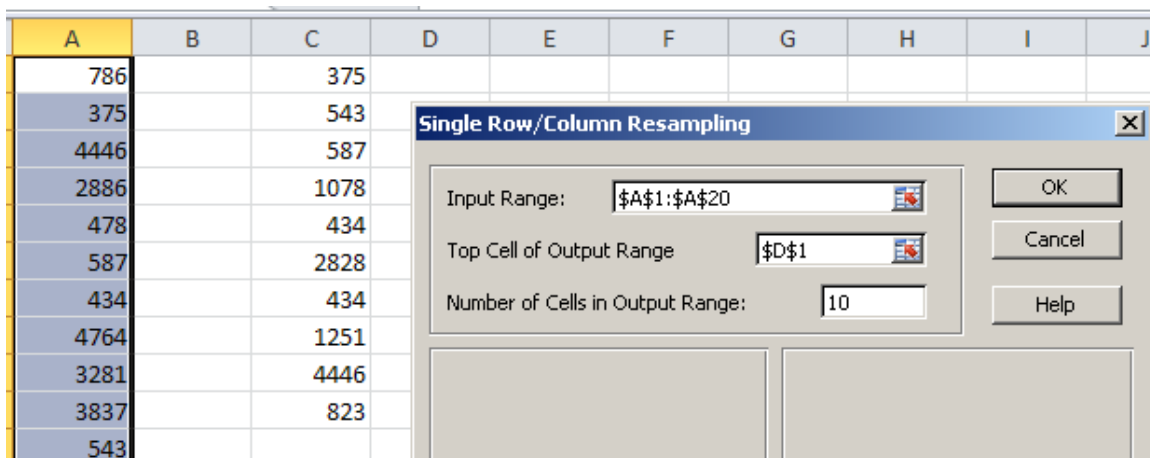 A B C D E F G H I J
786 375
375 543
4446 587
2886 1078
478 434
587 2828
434 434
4764 1251
3281 4446
3837 823
543
Single Row/Column Resampling
Input Range: $A$1:$A$20
OK
Top Cell of Output Range $D$1
Cancel
Number of Cells in Output Range: 10
Help